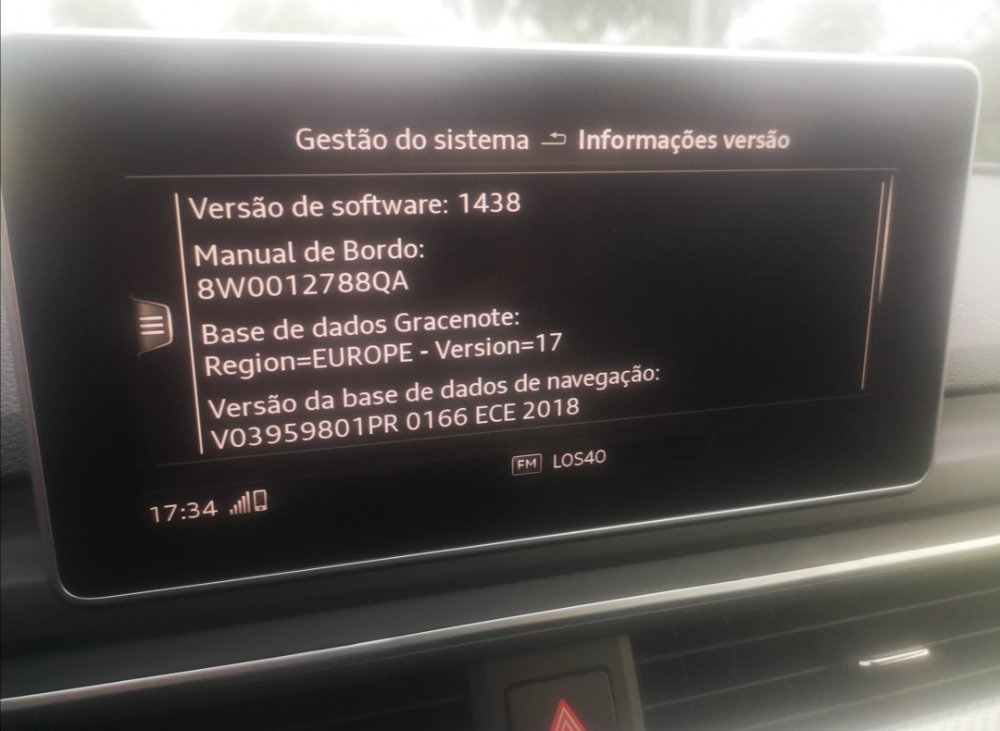 Gestão do sistema Informações versão
Versão de software: 1438
Manual de Bordo:
8W0012788QA
Base de dados Gracenote:
Region=EUROPE - Version=17
Versão da base de dados de navegação:
V03959801PR 0166 ECE 2018
FM LOS40
17:34